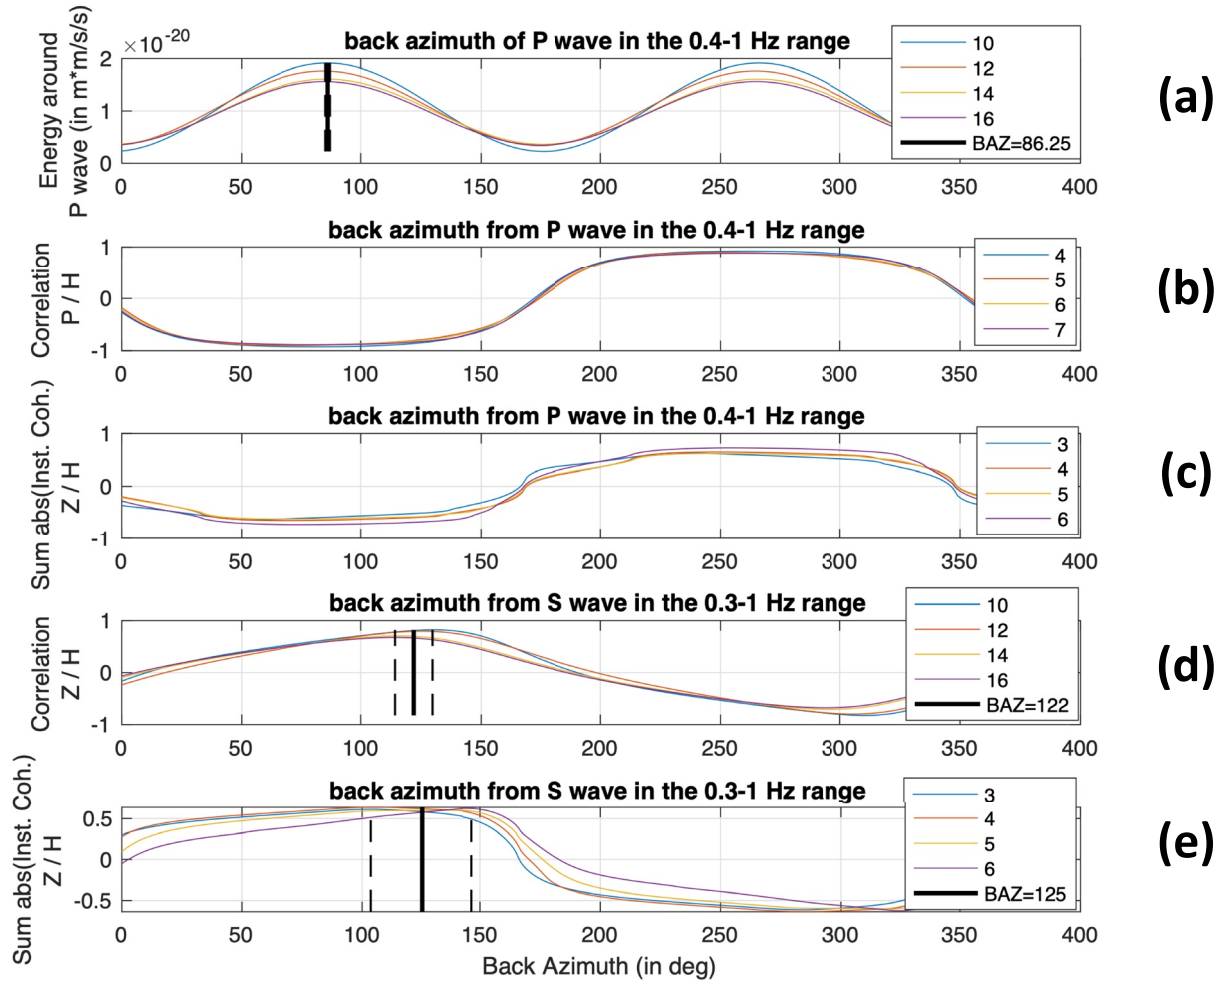 ×10-20
back azimuth of P wave in the 0.4-1 Hz range
Energy around
P wave (in m*m/s/s)
2
1
0
0 50 100 150 200 250 300 350 400
10
12
14
16
BAZ=86.25
(a)
back azimuth from P wave in the 0.4-1 Hz range
Correlation
P / H
1
0
-1
0 50 100 150 200 250 300 350 400
4
5
6
7
(b)
back azimuth from P wave in the 0.4-1 Hz range
Sum abs(Inst. Coh.)
Z / H
1
0
-1
0 50 100 150 200 250 300 350 400
3
4
5
6
(c)
back azimuth from S wave in the 0.3-1 Hz range
Correlation
Z / H
1
0
-1
0 50 100 150 200 250 300 350 400
10
12
14
16
BAZ=122
(d)
back azimuth from S wave in the 0.3-1 Hz range
Sum abs(Inst. Coh.)
Z / H
0.5
0
-0.5
0 50 100 150 200 250 300 350 400
3
4
5
6
BAZ=125
(e)
Back Azimuth (in deg)